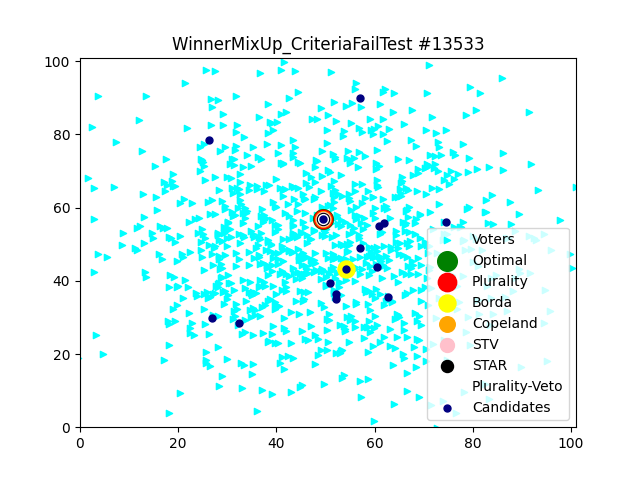 WinnerMixUp_CriteriaFailTest #13533
100
80
60
40
20
0
0
20
40
60
80
100
Voters
Optimal
Plurality
Borda
Copeland
STV
STAR
Plurality-Veto
Candidates